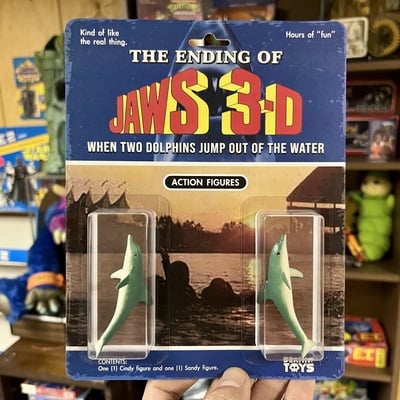 Kind of like
the real thing.
Hours of "fun"
THE ENDING OF
JAWS 3-D
WHEN TWO DOLPHINS JUMP OUT OF THE WATER
ACTION FIGURES
CONTENTS:
One (1) Cindy figure and one (1) Sandy figure.
TOYS